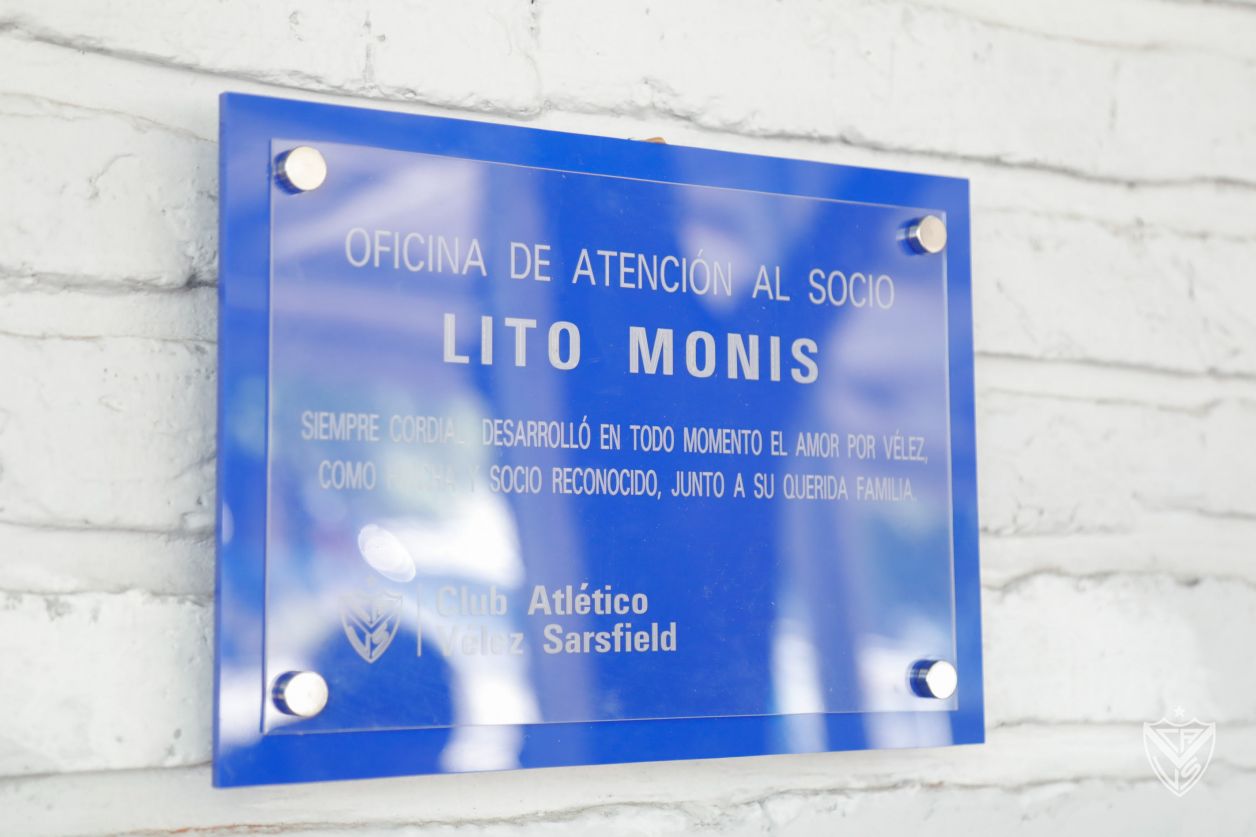 OFICINA DE ATENCIÓN AL SOCIO
LITO MONIS
SIEMPRE CORDIAL DESARROLLÓ EN TODO MOMENTO EL AMOR POR VÉLEZ,
COMO HINCHA Y SOCIO RECONOCIDO, JUNTO A SU QUERIDA FAMILIA.
Club Atlético
Vélez Sarsfield